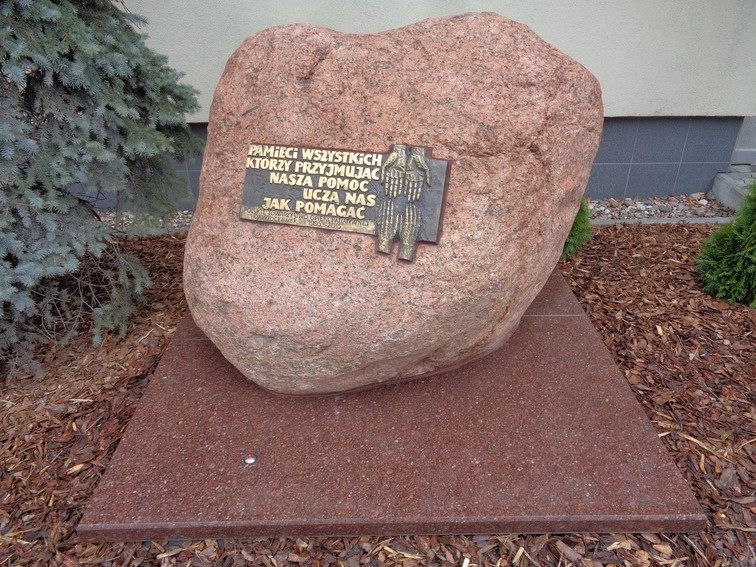 PAMIĘCI WSZYSTKICH
KTÓRZY PRZYJMUJĄC
NASZĄ POMOC
UCZĄ NAS
JAK POMAGAĆ